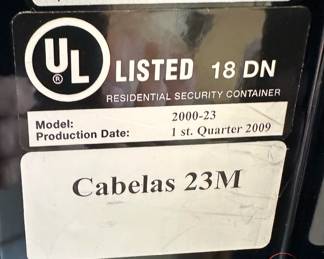 UL ® LISTED 18 DN
RESIDENTIAL SECURITY CONTAINER
Model: 2000-23
Production Date: 1 st. Quarter 2009
Cabelas 23M